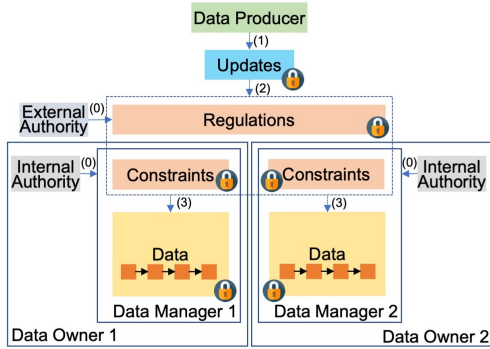 Data Producer
(1)
Updates
(2)
External
Authority
(0)
Regulations
Internal
Authority
(0)
Constraints
Constraints
(0)
Internal
Authority
(3)
(3)
Data
Data
Data Manager 1
Data Manager 2
Data Owner 1
Data Owner 2